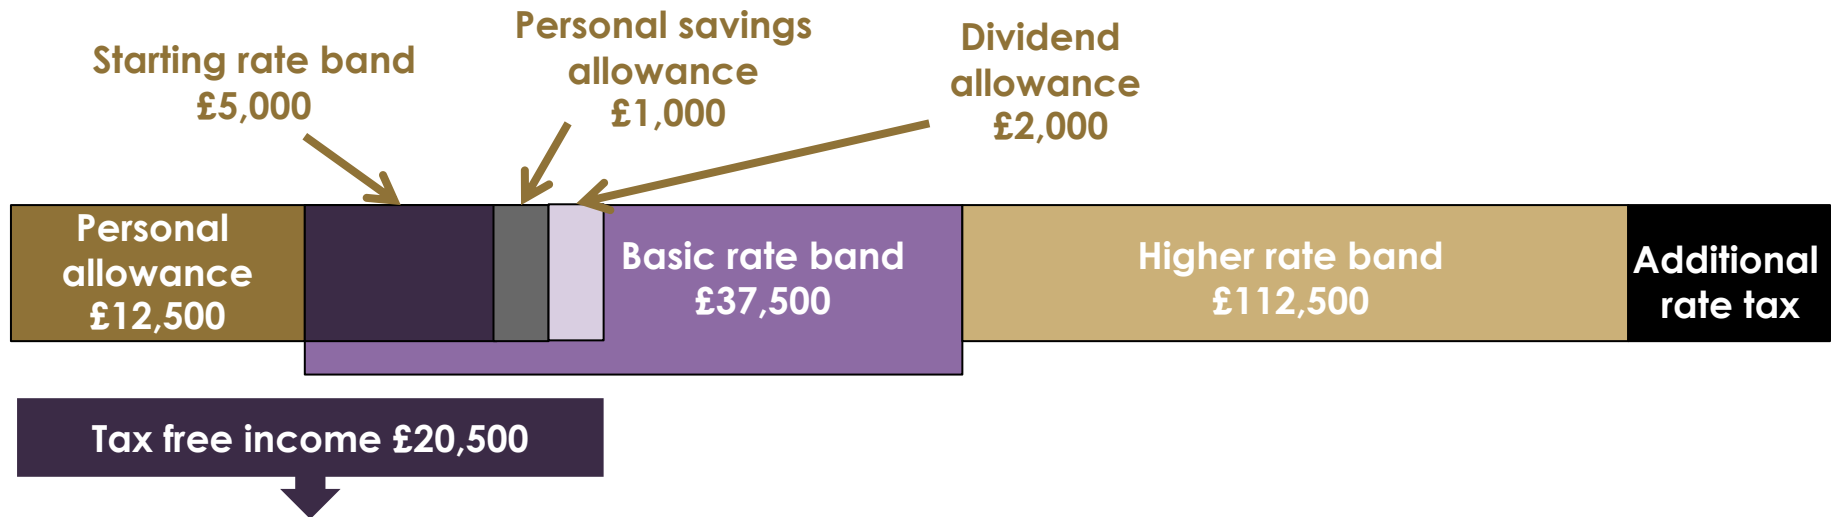 Starting rate band
£5,000
Personal savings
allowance
£1,000
Dividend
allowance
£2,000
Personal
allowance
£12,500
Basic rate band
£37,500
Higher rate band
£112,500
Additional
rate tax
Tax free income £20,500